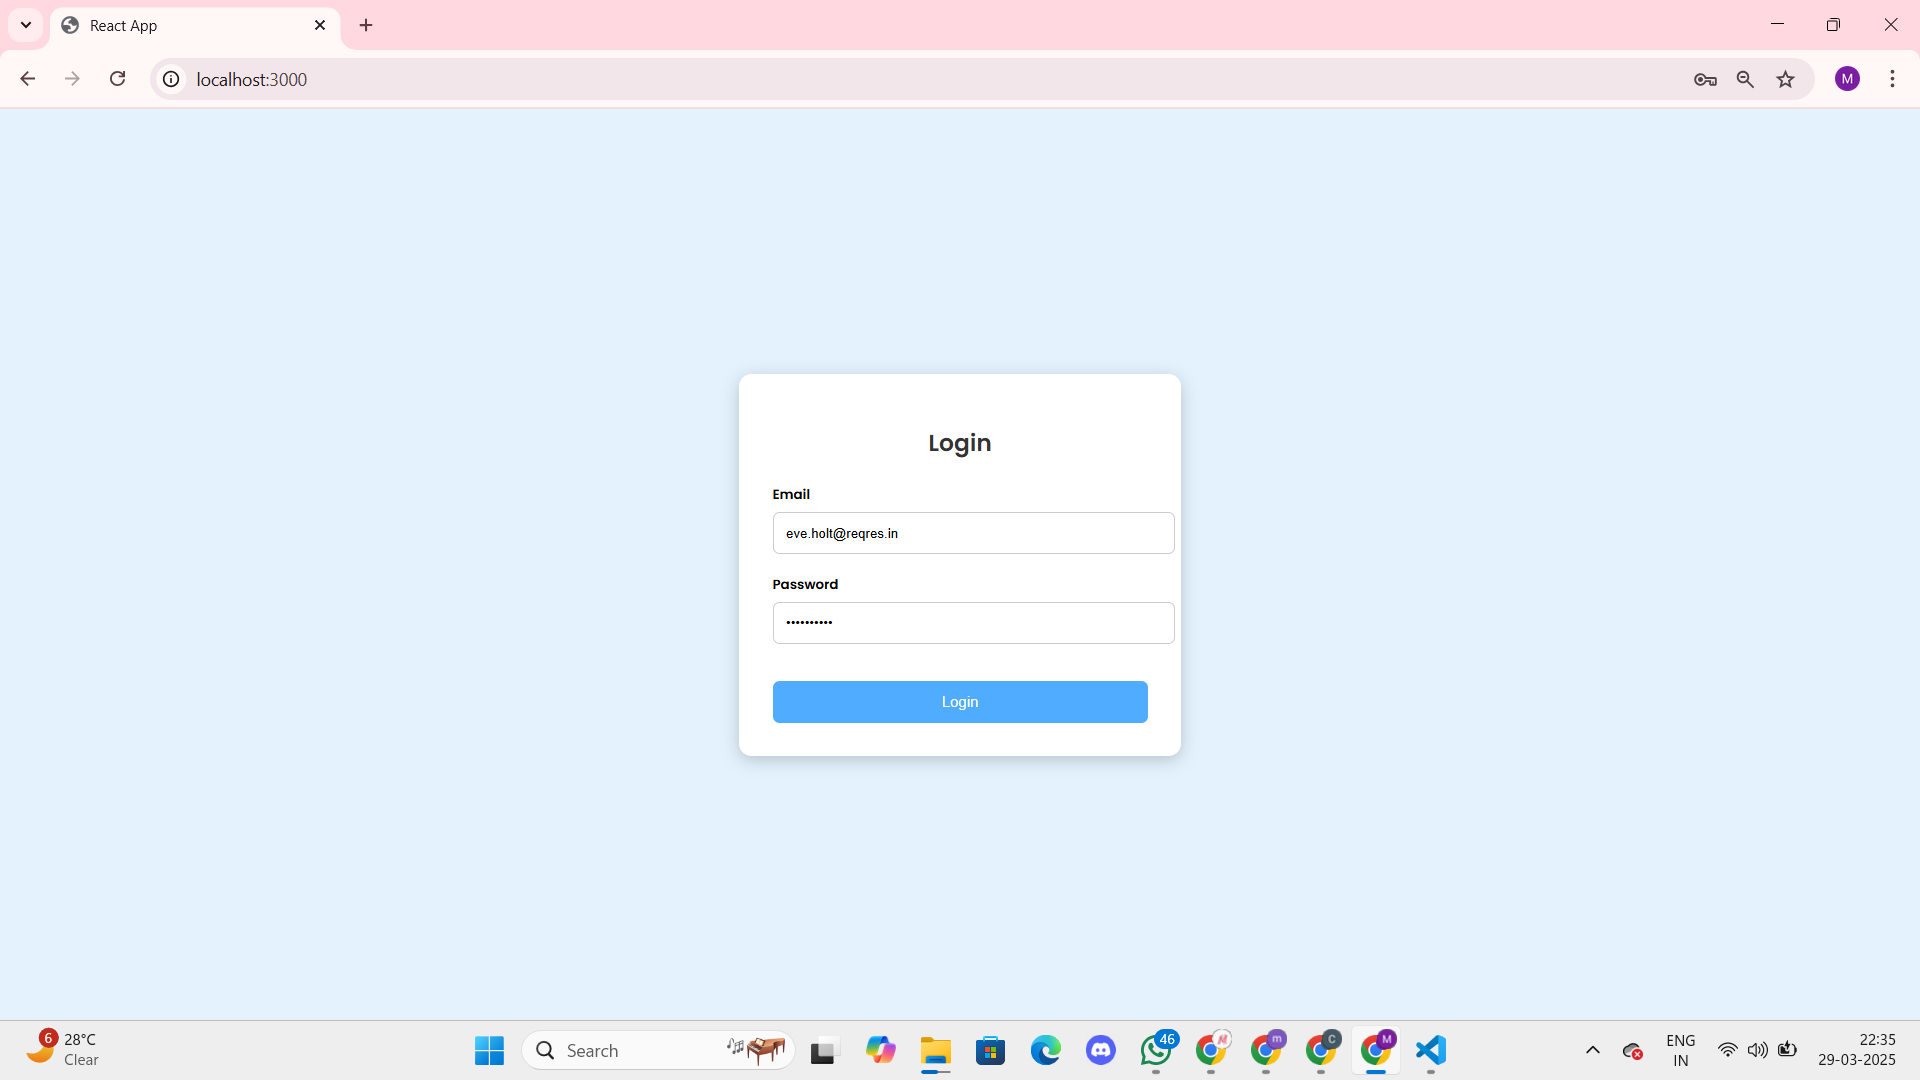 React App
localhost:3000
M
Login
Email
eve.holt@reqres.in
Password
••••••••••
Login
6
28°C
Clear
Search
46
m
C
M
ENG
IN
22:35
29-03-2025